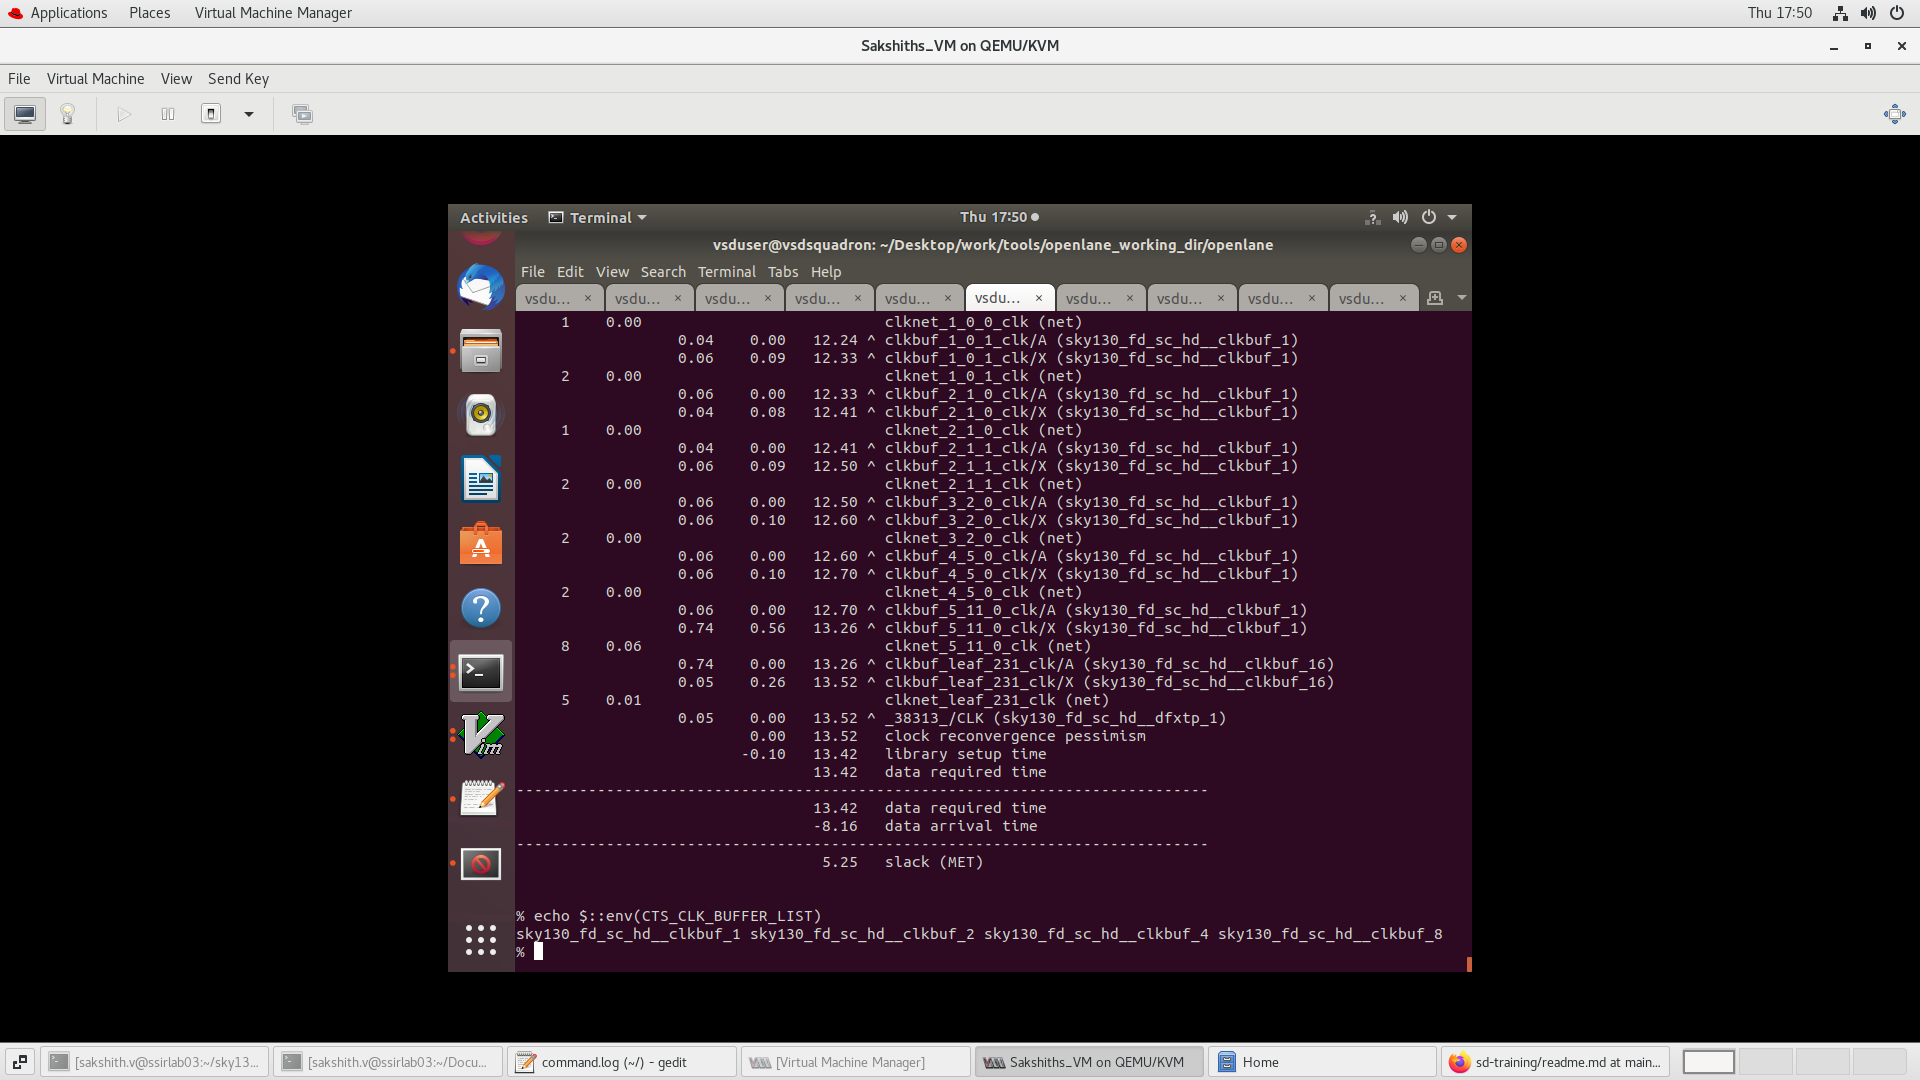 Applications Places Virtual Machine Manager Thu 17:50
Sakshiths_VM on QEMU/KVM
File Virtual Machine View Send Key
Activities Terminal Thu 17:50
vsduser@vsdsquadron: ~/Desktop/work/tools/openlane_working_dir/openlane
File Edit View Search Terminal Tabs Help
vsdu... × vsdu... × vsdu... × vsdu... × vsdu... × vsdu... × vsdu... × vsdu... × vsdu... × vsdu... ×
1 0.00 clknet_1_0_0_clk (net)
0.04 0.00 12.24 ^ clkbuf_1_0_1_clk/A (sky130_fd_sc_hd__clkbuf_1)
0.06 0.09 12.33 ^ clkbuf_1_0_1_clk/X (sky130_fd_sc_hd__clkbuf_1)
2 0.00 clknet_1_0_1_clk (net)
0.06 0.00 12.33 ^ clkbuf_2_1_0_clk/A (sky130_fd_sc_hd__clkbuf_1)
0.04 0.08 12.41 ^ clkbuf_2_1_0_clk/X (sky130_fd_sc_hd__clkbuf_1)
1 0.00 clknet_2_1_0_clk (net)
0.04 0.00 12.41 ^ clkbuf_2_1_1_clk/A (sky130_fd_sc_hd__clkbuf_1)
0.06 0.09 12.50 ^ clkbuf_2_1_1_clk/X (sky130_fd_sc_hd__clkbuf_1)
2 0.00 clknet_2_1_1_clk (net)
0.06 0.00 12.50 ^ clkbuf_3_2_0_clk/A (sky130_fd_sc_hd__clkbuf_1)
0.06 0.10 12.60 ^ clkbuf_3_2_0_clk/X (sky130_fd_sc_hd__clkbuf_1)
2 0.00 clknet_3_2_0_clk (net)
0.06 0.00 12.60 ^ clkbuf_4_5_0_clk/A (sky130_fd_sc_hd__clkbuf_1)
0.06 0.10 12.70 ^ clkbuf_4_5_0_clk/X (sky130_fd_sc_hd__clkbuf_1)
2 0.00 clknet_4_5_0_clk (net)
0.06 0.00 12.70 ^ clkbuf_5_11_0_clk/A (sky130_fd_sc_hd__clkbuf_1)
0.74 0.56 13.26 ^ clkbuf_5_11_0_clk/X (sky130_fd_sc_hd__clkbuf_1)
8 0.06 clknet_5_11_0_clk (net)
0.74 0.00 13.26 ^ clkbuf_leaf_231_clk/A (sky130_fd_sc_hd__clkbuf_16)
0.05 0.26 13.52 ^ clkbuf_leaf_231_clk/X (sky130_fd_sc_hd__clkbuf_16)
5 0.01 clknet_leaf_231_clk (net)
0.05 0.00 13.52 ^ _38313_/CLK (sky130_fd_sc_hd__dfxtp_1)
0.00 13.52 clock reconvergence pessimism
-0.10 13.42 library setup time
13.42 data required time
-----------------------------------------------------------------------------
13.42 data required time
-8.16 data arrival time
-----------------------------------------------------------------------------
5.25 slack (MET)
% echo $::env(CTS_CLK_BUFFER_LIST)
sky130_fd_sc_hd__clkbuf_1 sky130_fd_sc_hd__clkbuf_2 sky130_fd_sc_hd__clkbuf_4 sky130_fd_sc_hd__clkbuf_8
%
[sakshith.v@ssirlab03:~/sky13... [sakshith.v@ssirlab03:~/Docu... command.log (~/) - gedit [Virtual Machine Manager] Sakshiths_VM on QEMU/KVM Home sd-training/readme.md at main...